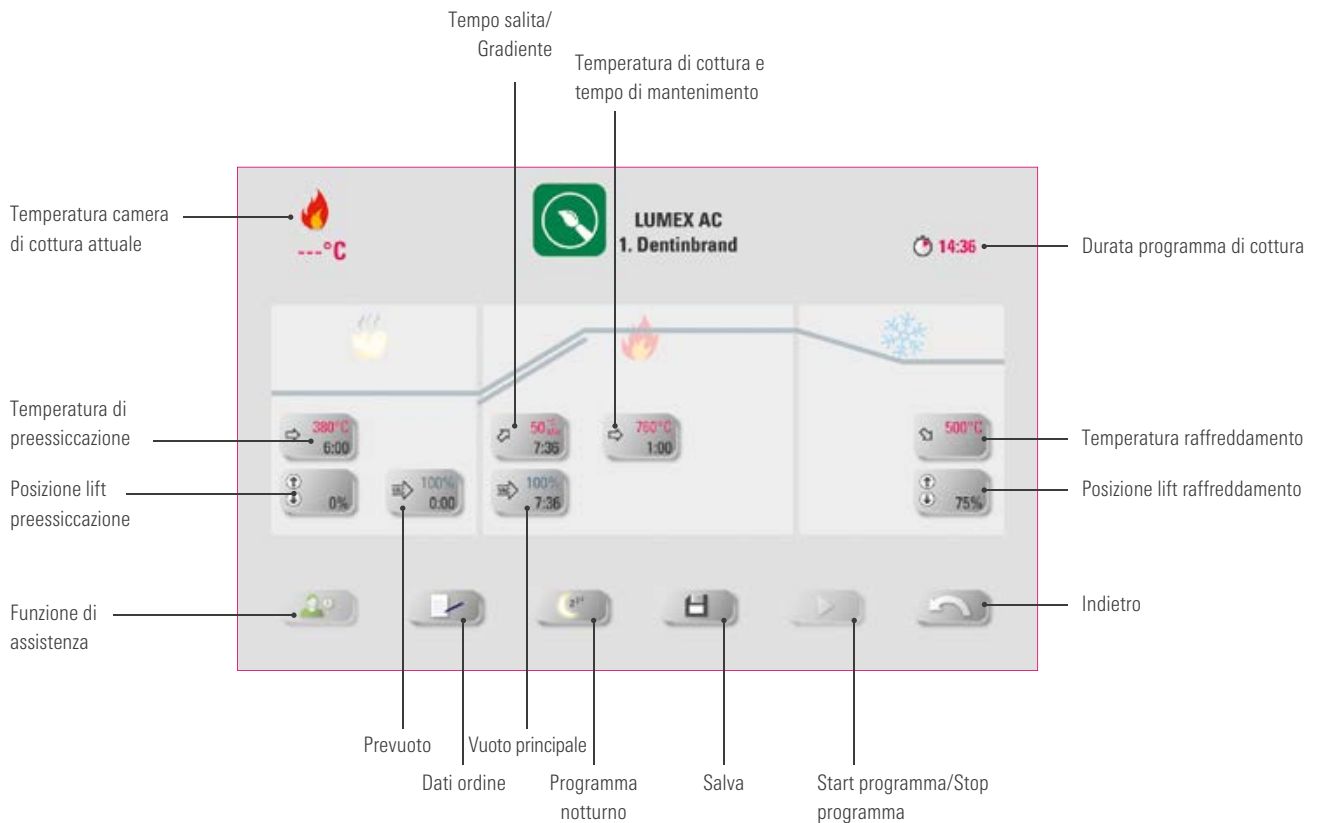 Tempo salita/
Gradiente
Temperatura di cottura e
tempo di mantenimento
Temperatura camera
di cottura attuale
---°C
LUMEX AC
1. Dentinbrand
14:36
Durata programma di cottura
Temperatura di
preessiccazione
380°C
6:00
50
7:36
760°C
1:00
500°C
Temperatura raffreddamento
Posizione lift
preessiccazione
0%
100%
0:00
100%
7:36
75%
Posizione lift raffreddamento
Funzione di
assistenza
Indietro
Prevuoto
Vuoto principale
Dati ordine
Programma
notturno
Salva
Start programma/Stop
programma